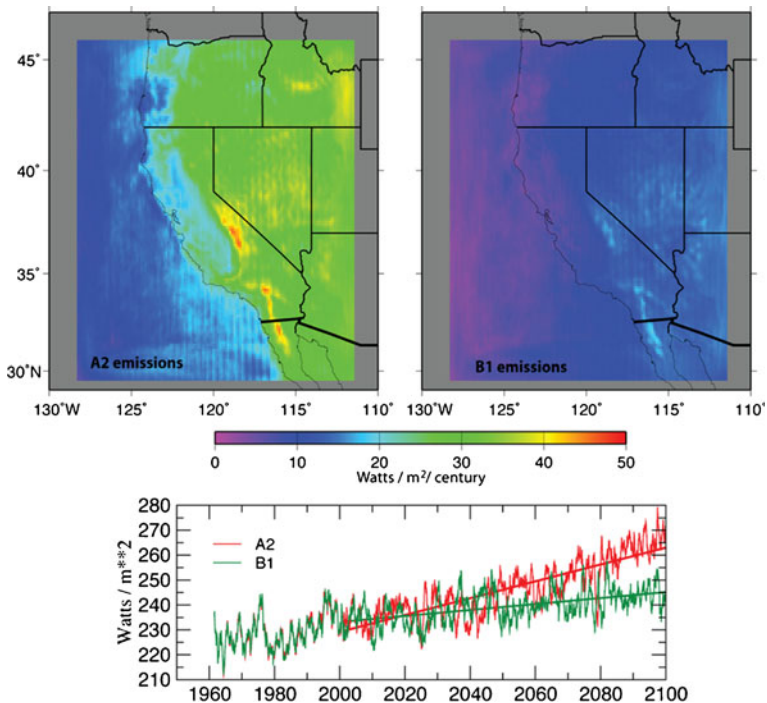 45°
40°
35°
30°N
A2 emissions
B1 emissions
130°W 125° 120° 115° 110°
130°W 125° 120° 115° 110°
0 10 20 30 40 50
Watts / m²/ century
280
270
260
250
240
230
220
210
Watts / m**2
A2
B1
1960 1980 2000 2020 2040 2060 2080 2100